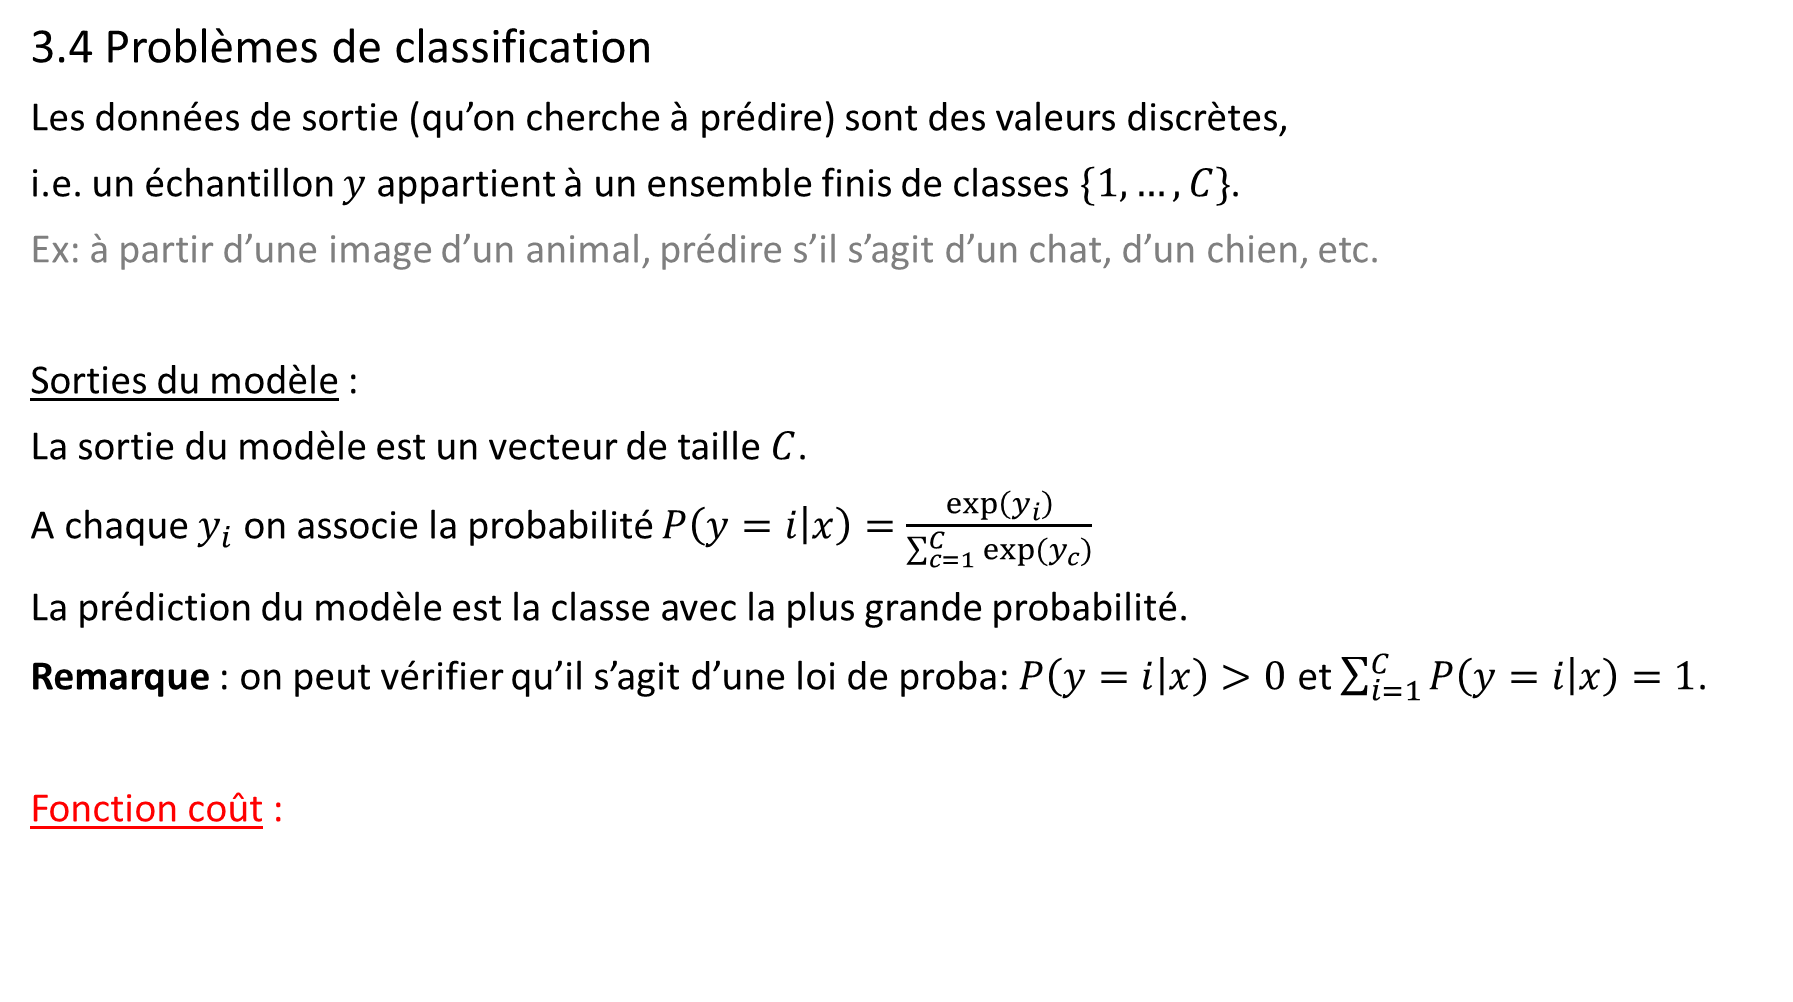 3.4 Problèmes de classification
Les données de sortie (qu’on cherche à prédire) sont des valeurs discrètes,
i.e. un échantillon 𝑦 appartient à un ensemble finis de classes {1, … , 𝐶}.
Ex: à partir d’une image d’un animal, prédire s’il s’agit d’un chat, d’un chien, etc.
Sorties du modèle :
La sortie du modèle est un vecteur de taille 𝐶.
A chaque 𝑦ᵢ on associe la probabilité 𝑃(𝑦 = 𝑖|𝑥) = exp(𝑦ᵢ) / ∑_{c=1}^{C} exp(𝑦_c)
La prédiction du modèle est la classe avec la plus grande probabilité.
Remarque : on peut vérifier qu’il s’agit d’une loi de proba: 𝑃(𝑦 = 𝑖|𝑥) > 0 et ∑_{i=1}^{C} 𝑃(𝑦 = 𝑖|𝑥) = 1.
Fonction coût :